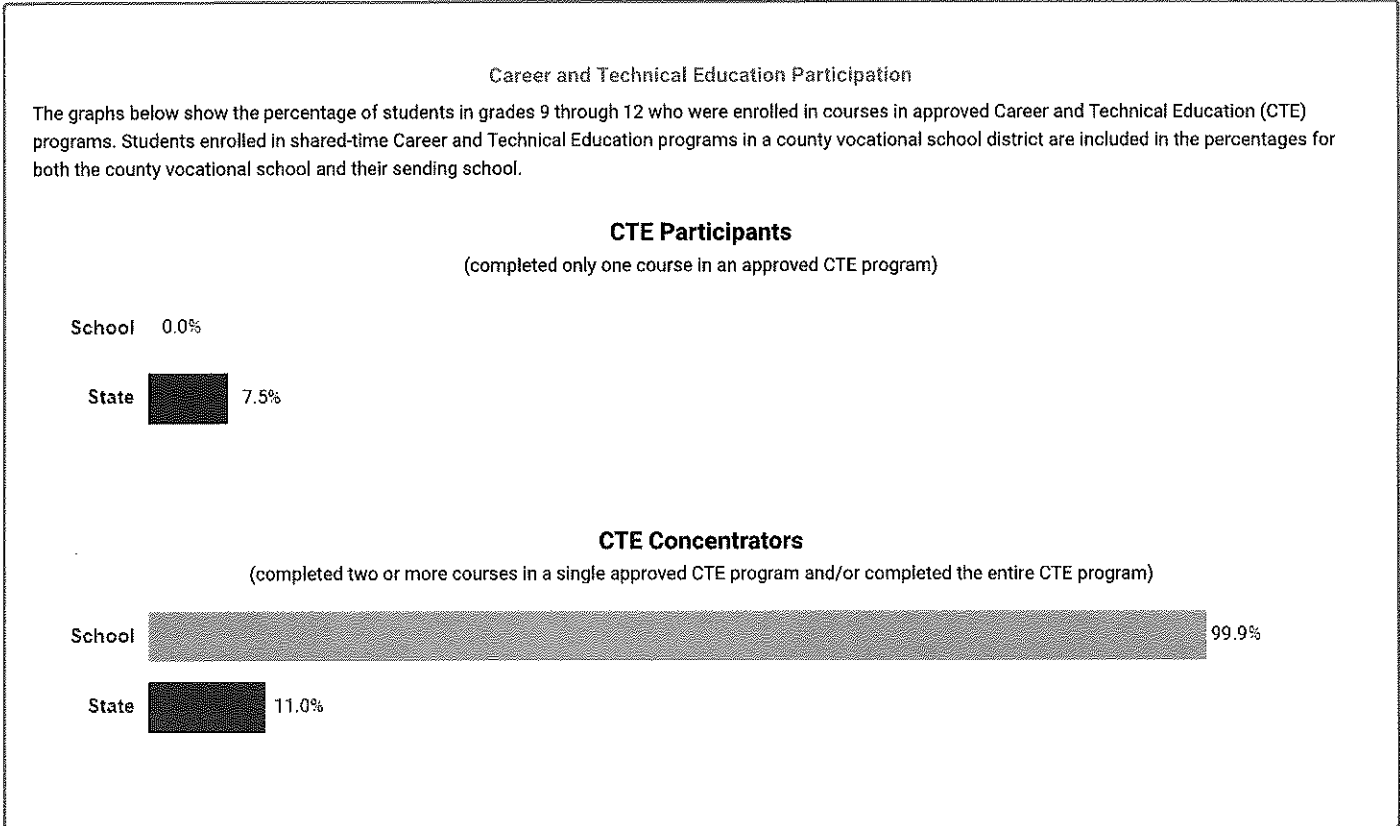 Career and Technical Education Participation
The graphs below show the percentage of students in grades 9 through 12 who were enrolled in courses in approved Career and Technical Education (CTE)
programs. Students enrolled in shared-time Career and Technical Education programs in a county vocational school district are included in the percentages for
both the county vocational school and their sending school.
CTE Participants
(completed only one course in an approved CTE program)
School 0.0%
State 7.5%
CTE Concentrators
(completed two or more courses in a single approved CTE program and/or completed the entire CTE program)
School 99.9%
State 11.0%